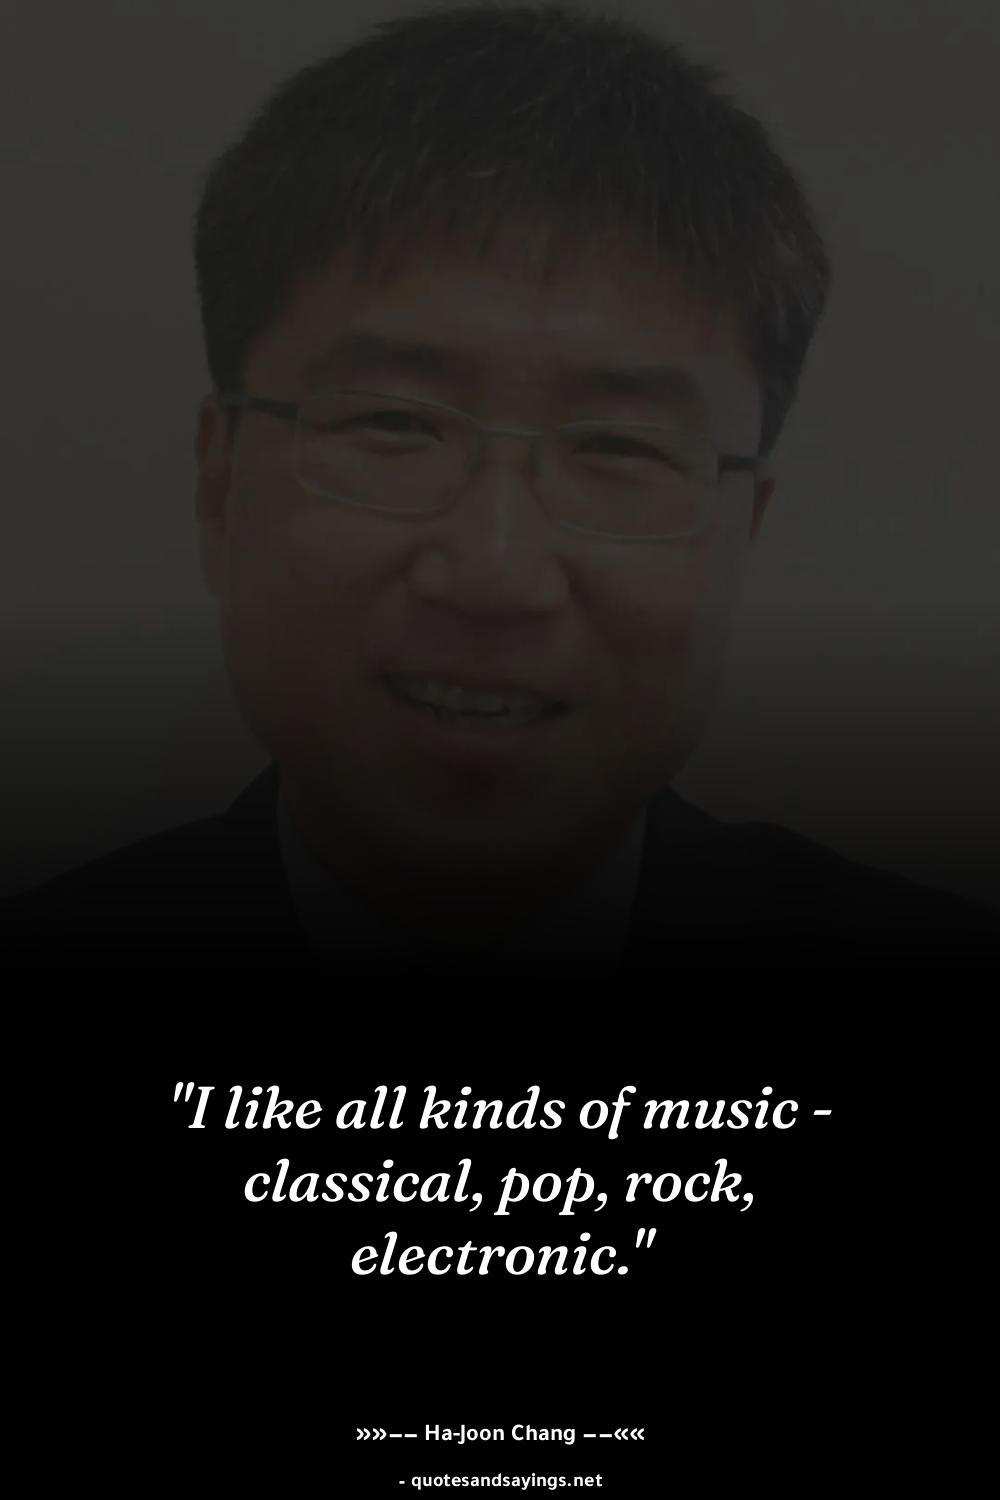 "I like all kinds of music -
classical, pop, rock,
electronic."
»»−− Ha-Joon Chang −−««
- quotesandsayings.net